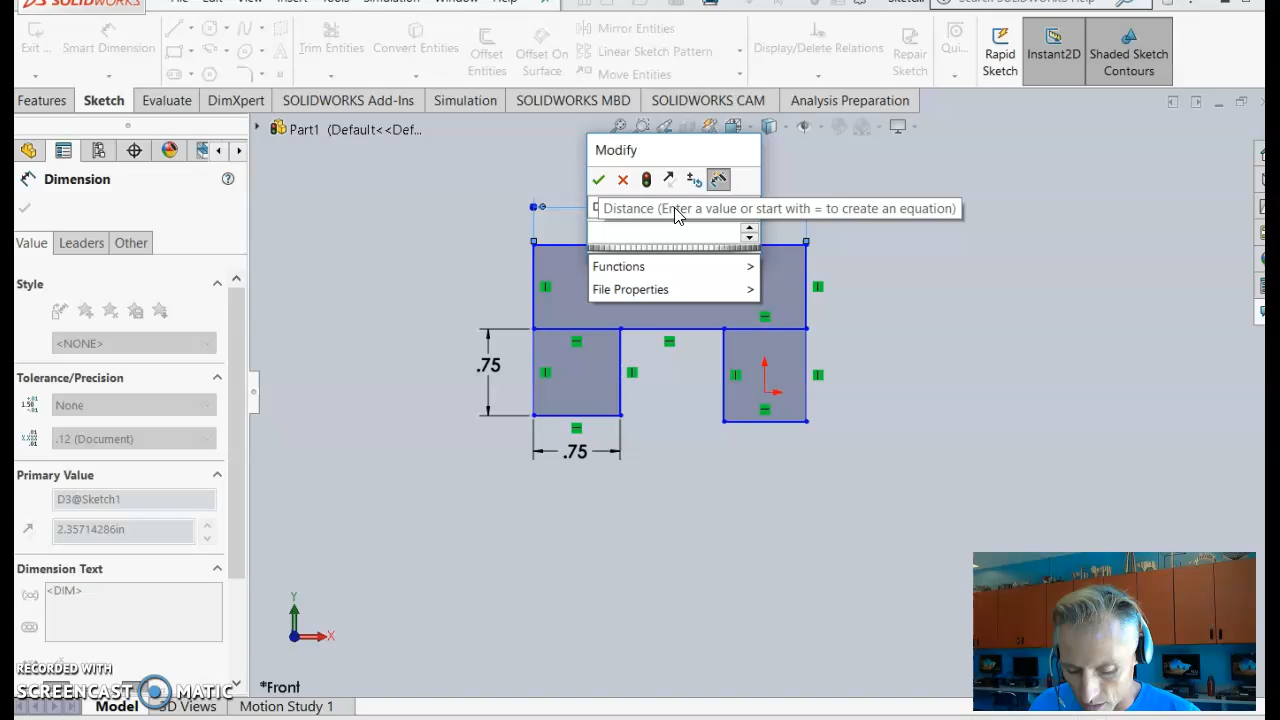 SOLIDWORKS
Exit ...
Smart Dimension
Trim Entities
Convert Entities
Offset
Entities
Offset On
Surface
Mirror Entities
Linear Sketch Pattern
Move Entities
Display/Delete Relations
Repair
Sketch
Qui...
Rapid
Sketch
Instant2D
Shaded Sketch
Contours
Features
Sketch
Evaluate
DimXpert
SOLIDWORKS Add-Ins
Simulation
SOLIDWORKS MBD
SOLIDWORKS CAM
Analysis Preparation
Part1 (Default<<Def...
Dimension
Value
Leaders
Other
Style
<NONE>
Tolerance/Precision
None
.12 (Document)
Primary Value
D3@Sketch1
2.35714286in
Dimension Text
<DIM>
Modify
D
Distance (Enter a value or start with = to create an equation)
Functions >
File Properties >
.75
.75
Y
X
*Front
RECORDED WITH
SCREENCAST MATIC
Model
3D Views
Motion Study 1